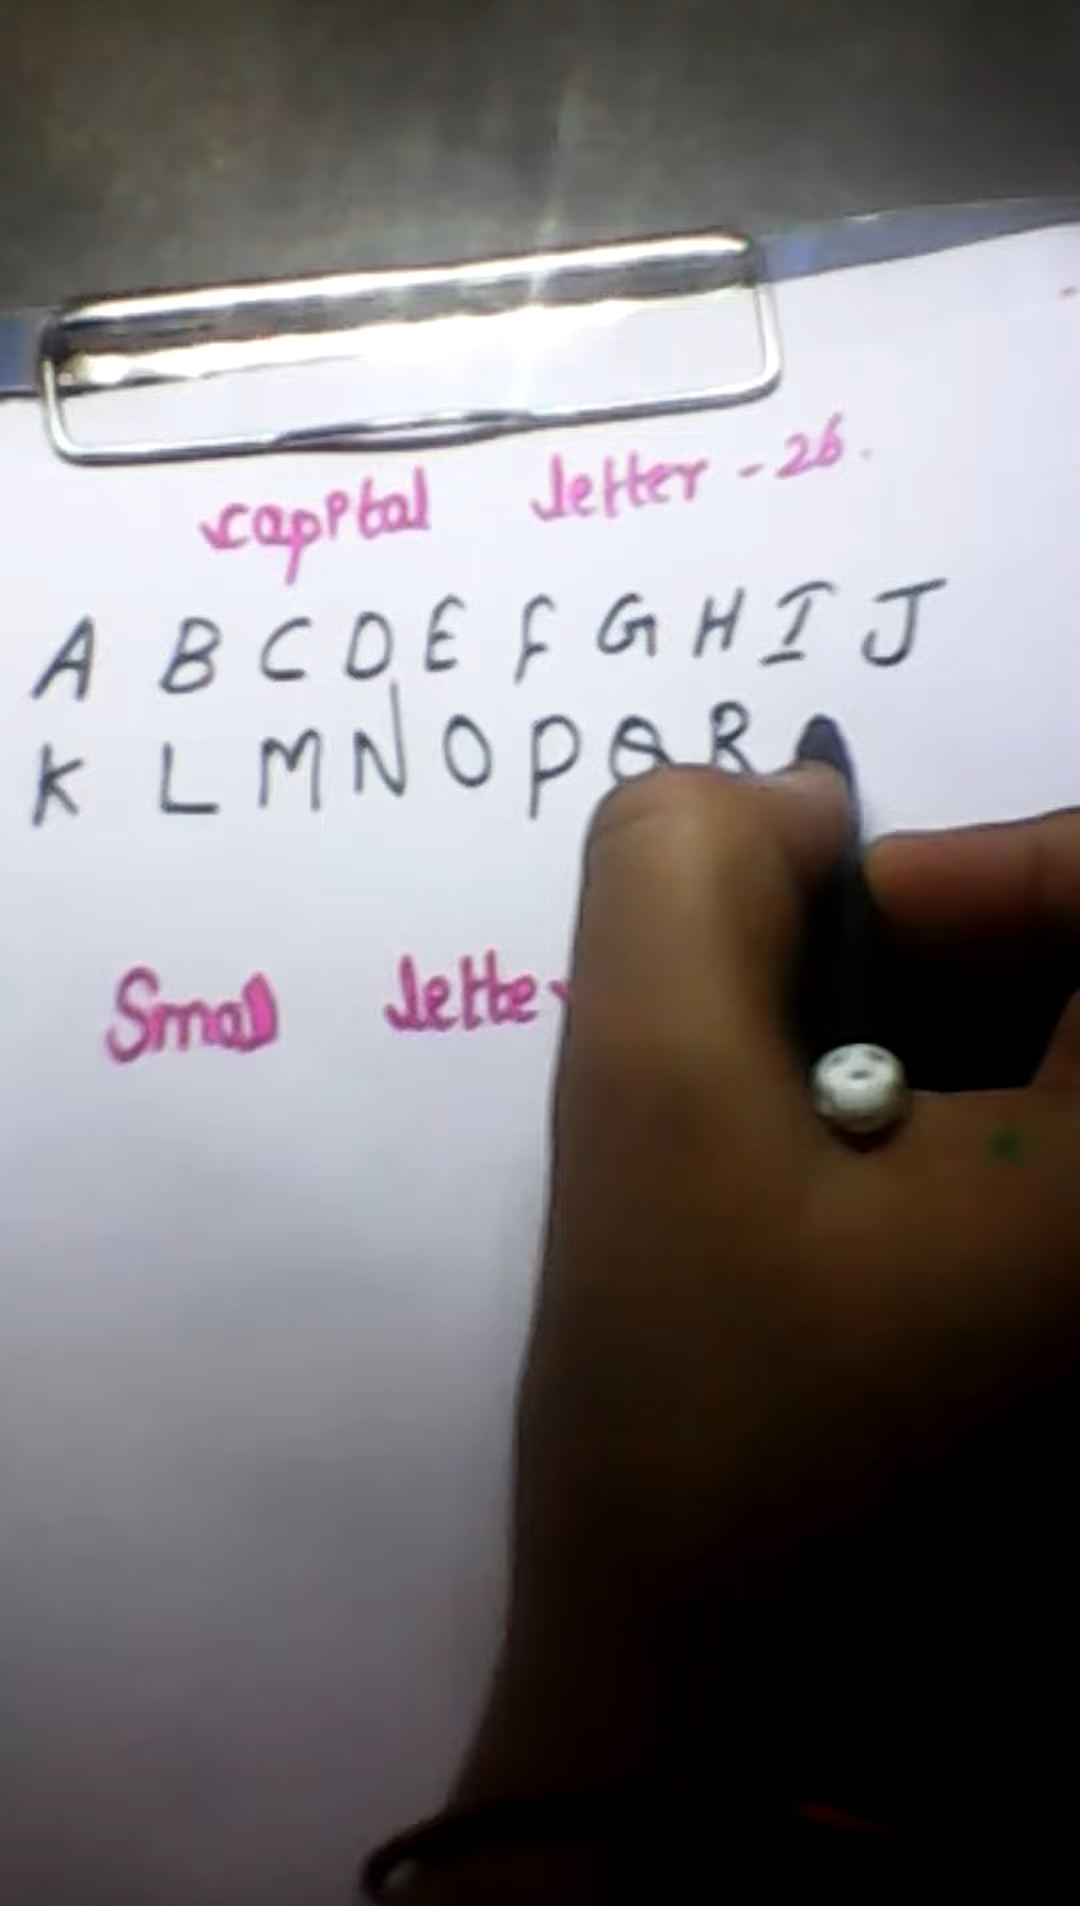 capital letter - 26.
A B C D E F G H I J
K L M N O P Q R
Small lette